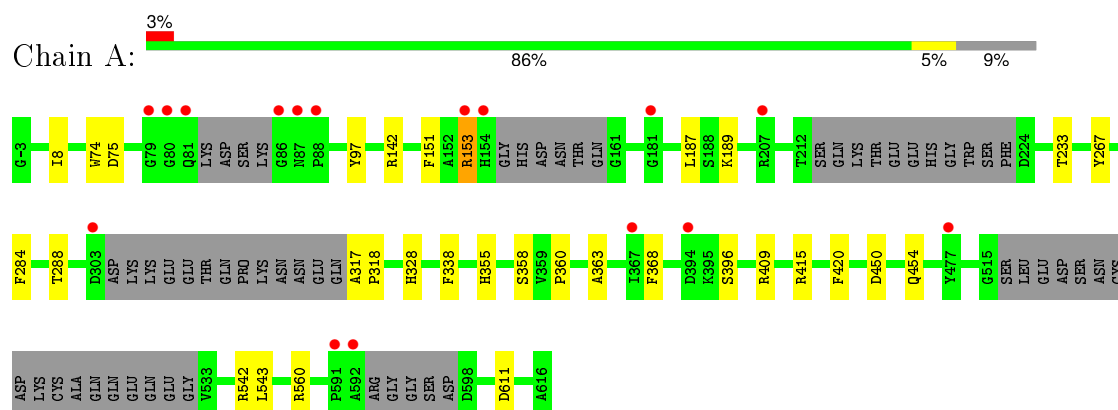 3%
Chain A:
86% 5% 9%
G-3 I8 W74 D75 G79 G80 Q81 LYS ASP SER LYS G86 N87 P88 Y97 R142 F151 A152 R153 H154 GLY HIS ASP ASN THR GLN G161 G181 L187 S188 K189 R207 T212 SER GLN LYS THR GLU GLU HIS GLY TRP SER PHE D224 T233 Y267
F284 T288 D303 ASP LYS LYS GLU GLU THR GLN PRO LYS ASN ASN GLU GLN A317 P318 H328 F338 H355 S358 V359 P360 A363 I367 F368 D394 K395 S396 R409 R415 F420 D450 Q454 Y477 G515 SER LEU GLU ASP SER ASN CYS
ASP LYS CYS ALA GLN GLN GLU GLN GLU GLY V533 R542 L543 R560 P591 A592 ARG GLY GLY SER ASP D598 D611 A616